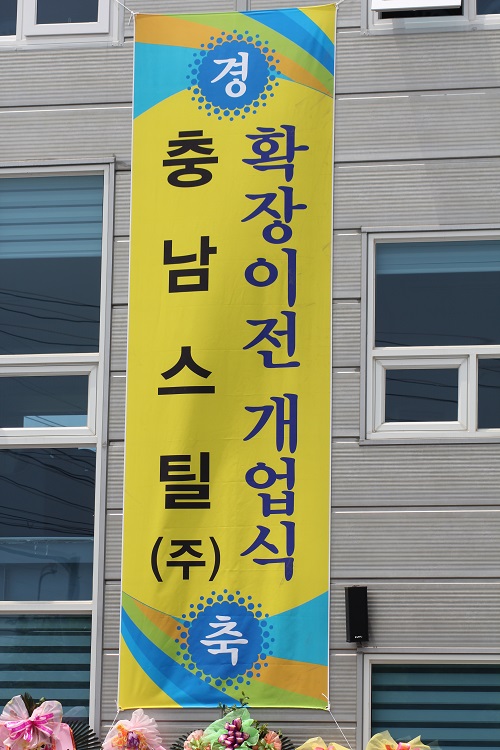 경
확장이전 개업식
충남스틸(주)
축